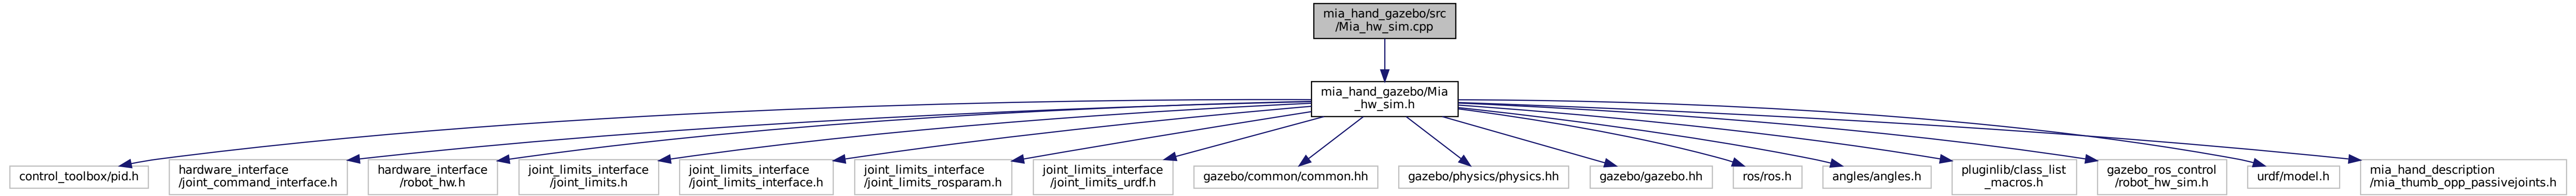 mia_hand_gazebo/src
/Mia_hw_sim.cpp
mia_hand_gazebo/Mia
_hw_sim.h
control_toolbox/pid.h
hardware_interface
/joint_command_interface.h
hardware_interface
/robot_hw.h
joint_limits_interface
/joint_limits.h
joint_limits_interface
/joint_limits_interface.h
joint_limits_interface
/joint_limits_rosparam.h
joint_limits_interface
/joint_limits_urdf.h
gazebo/common/common.hh
gazebo/physics/physics.hh
gazebo/gazebo.hh
ros/ros.h
angles/angles.h
pluginlib/class_list
_macros.h
gazebo_ros_control
/robot_hw_sim.h
urdf/model.h
mia_hand_description
/mia_thumb_opp_passivejoints.h